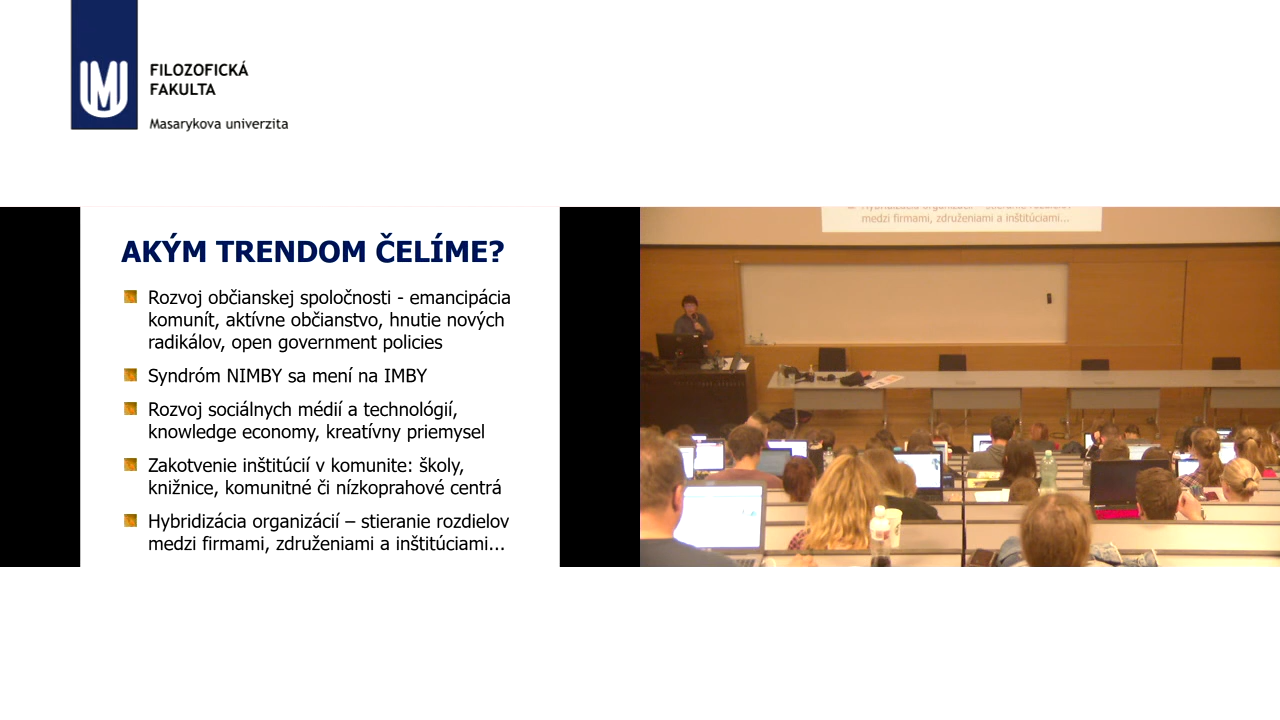 FILOZOFICKÁ
FAKULTA
Masarykova univerzita
AKÝM TRENDOM ČELÍME?
Rozvoj občianskej spoločnosti - emancipácia
komunít, aktívne občianstvo, hnutie nových
radikálov, open government policies
Syndróm NIMBY sa mení na IMBY
Rozvoj sociálnych médií a technológií,
knowledge economy, kreatívny priemysel
Zakotvenie inštitúcií v komunite: školy,
knižnice, komunitné či nízkoprahové centrá
Hybridizácia organizácií – stieranie rozdielov
medzi firmami, združeniami a inštitúciami...
medzi firmami, združeniami a inštitúciami...